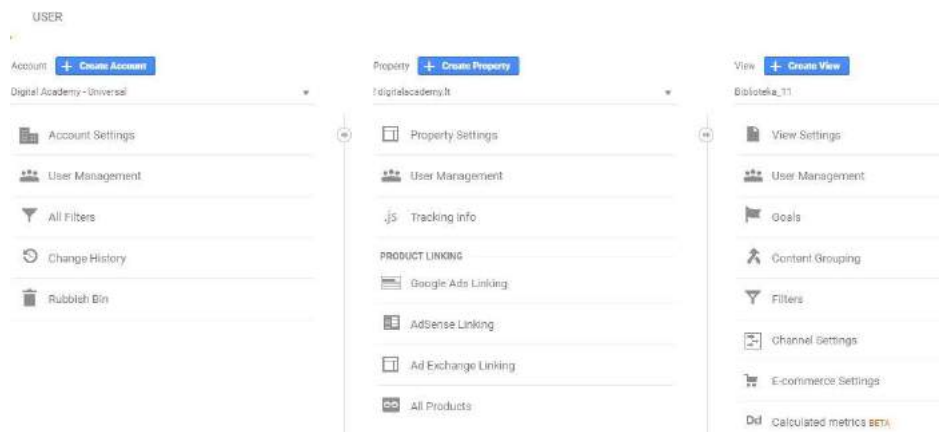 USER
Account + Create Account
Digital Academy - Universal
Account Settings
User Management
All Filters
Change History
Rubbish Bin
Property + Create Property
! digitalacademy.lt
Property Settings
User Management
.js Tracking Info
PRODUCT LINKING
Google Ads Linking
AdSense Linking
Ad Exchange Linking
All Products
View + Create View
Biblioteka_11
View Settings
User Management
Goals
Content Grouping
Filters
Channel Settings
E-commerce Settings
Dd Calculated metrics BETA